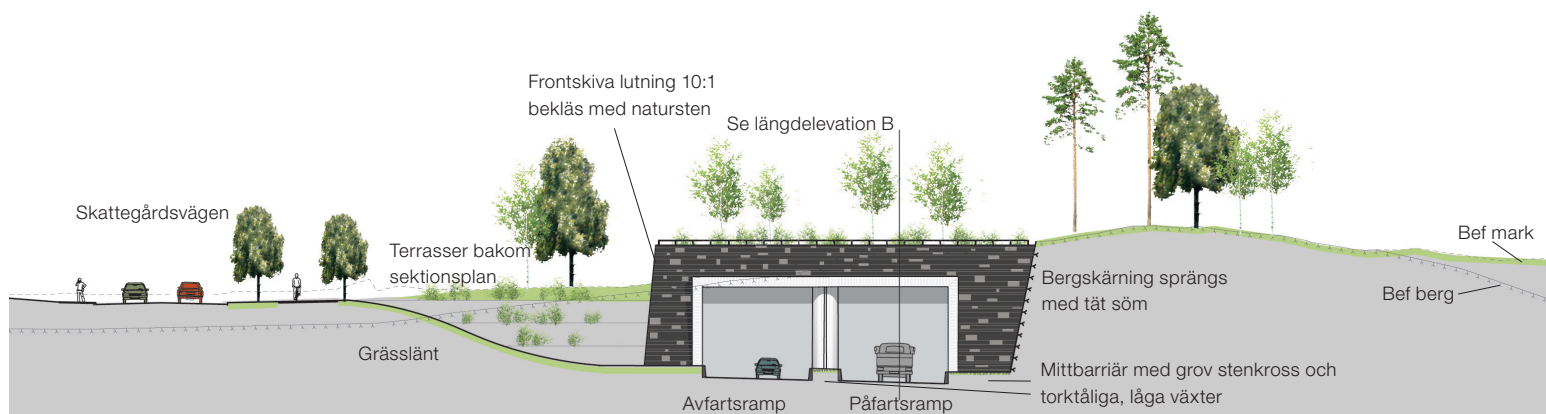 Frontskiva lutning 10:1
bekläs med natursten
Se längdelevation B
Skattegårdsvägen
Terrasser bakom
sektionsplan
Bef mark
Bergskärning sprängs
med tät söm
Bef berg
Grässlänt
Mittbarriär med grov stenkross och
torktåliga, låga växter
Avfartsramp
Påfartsramp